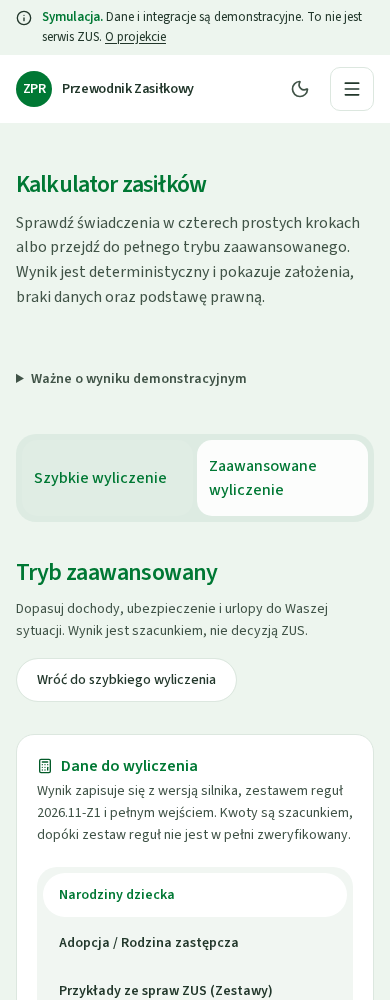 Symulacja. Dane i integracje są demonstracyjne. To nie jest
serwis ZUS. O projekcie
ZPR Przewodnik Zasiłkowy
Kalkulator zasiłków
Sprawdź świadczenia w czterech prostych krokach
albo przejdź do pełnego trybu zaawansowanego.
Wynik jest deterministyczny i pokazuje założenia,
braki danych oraz podstawę prawną.
Ważne o wyniku demonstracyjnym
Szybkie wyliczenie
Zaawansowane
wyliczenie
Tryb zaawansowany
Dopasuj dochody, ubezpieczenie i urlopy do Waszej
sytuacji. Wynik jest szacunkiem, nie decyzją ZUS.
Wróć do szybkiego wyliczenia
Dane do wyliczenia
Wynik zapisuje się z wersją silnika, zestawem reguł
2026.11-Z1 i pełnym wejściem. Kwoty są szacunkiem,
dopóki zestaw reguł nie jest w pełni zweryfikowany.
Narodziny dziecka
Adopcja / Rodzina zastępcza
Przykłady ze spraw ZUS (Zestawy)